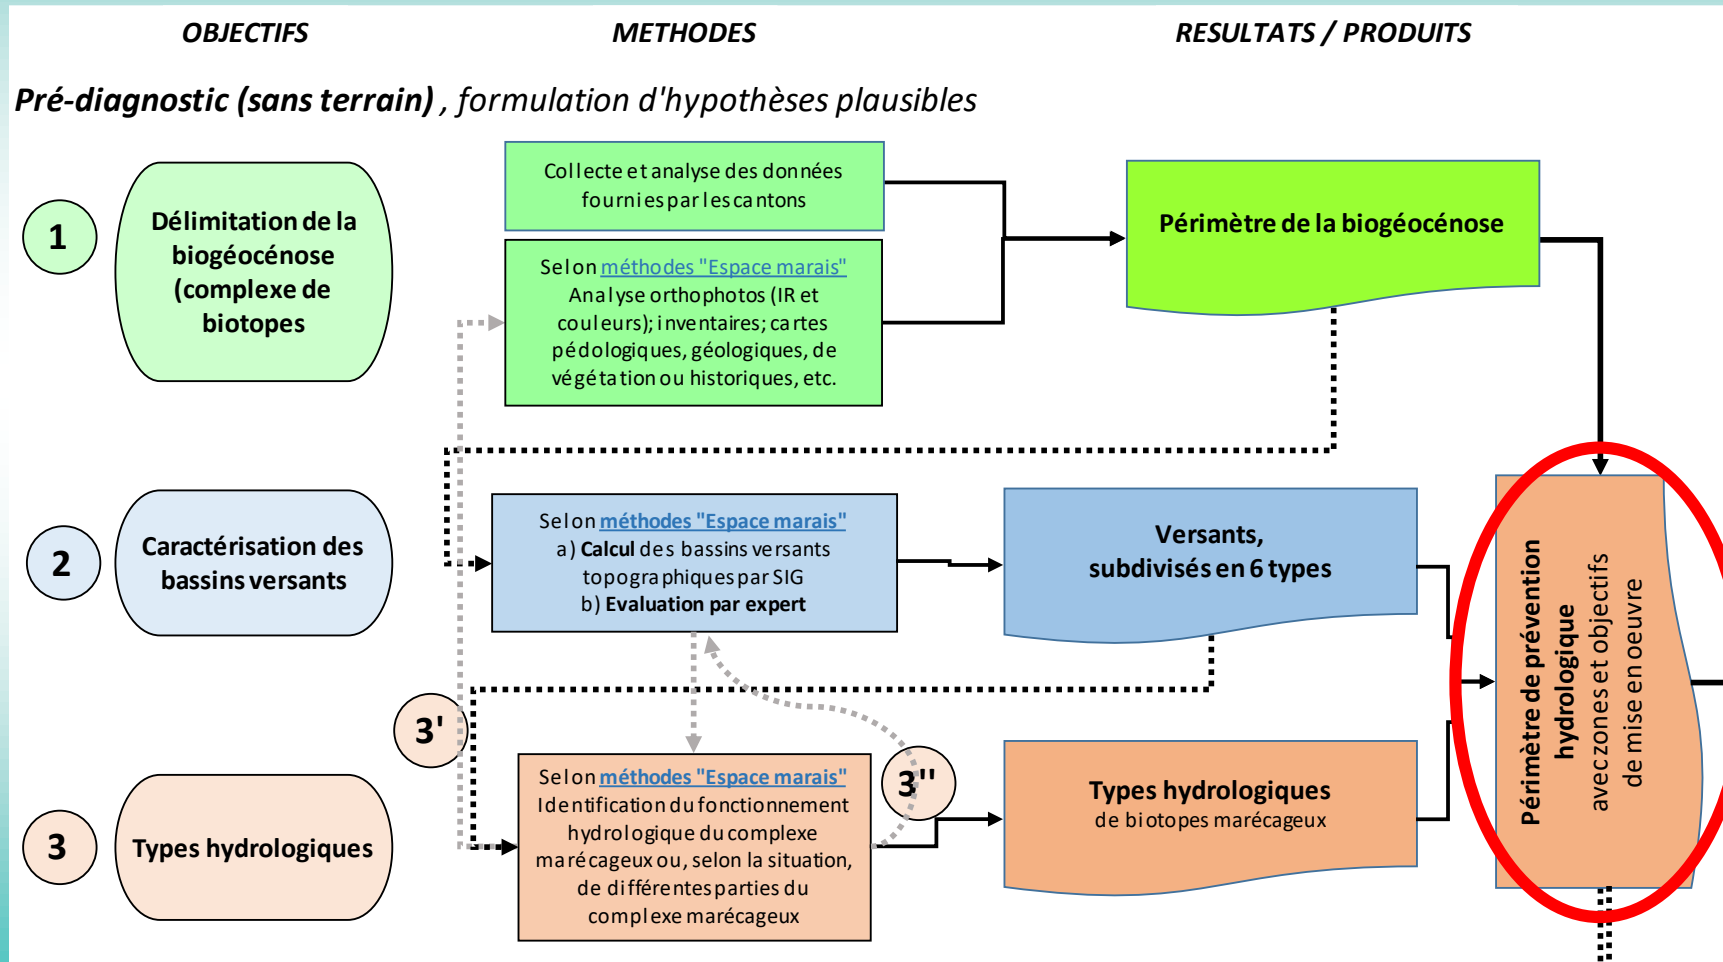 OBJECTIFS
METHODES
RESULTATS / PRODUITS
Pré-diagnostic (sans terrain) , formulation d'hypothèses plausibles
1
Délimitation de la
biogéocénose
(complexe de
biotopes
Collecte et analyse des données
fournies par les cantons
Selon méthodes "Espace marais"
Analyse orthophotos (IR et
couleurs); inventaires; cartes
pédologiques, géologiques, de
végétation ou historiques, etc.
Périmètre de la biogéocénose
2
Caractérisation des
bassins versants
Selon méthodes "Espace marais"
a) Calcul des bassins versants
topographiques par SIG
b) Evaluation par expert
Versants,
subdivisés en 6 types
3'
3
Types hydrologiques
Selon méthodes "Espace marais"
Identification du fonctionnement
hydrologique du complexe
marécageux ou, selon la situation,
de différentes parties du
complexe marécageux
3''
Types hydrologiques
de biotopes marécageux
Périmètre de prévention
hydrologique
avec zones et objectifs
de mise en oeuvre